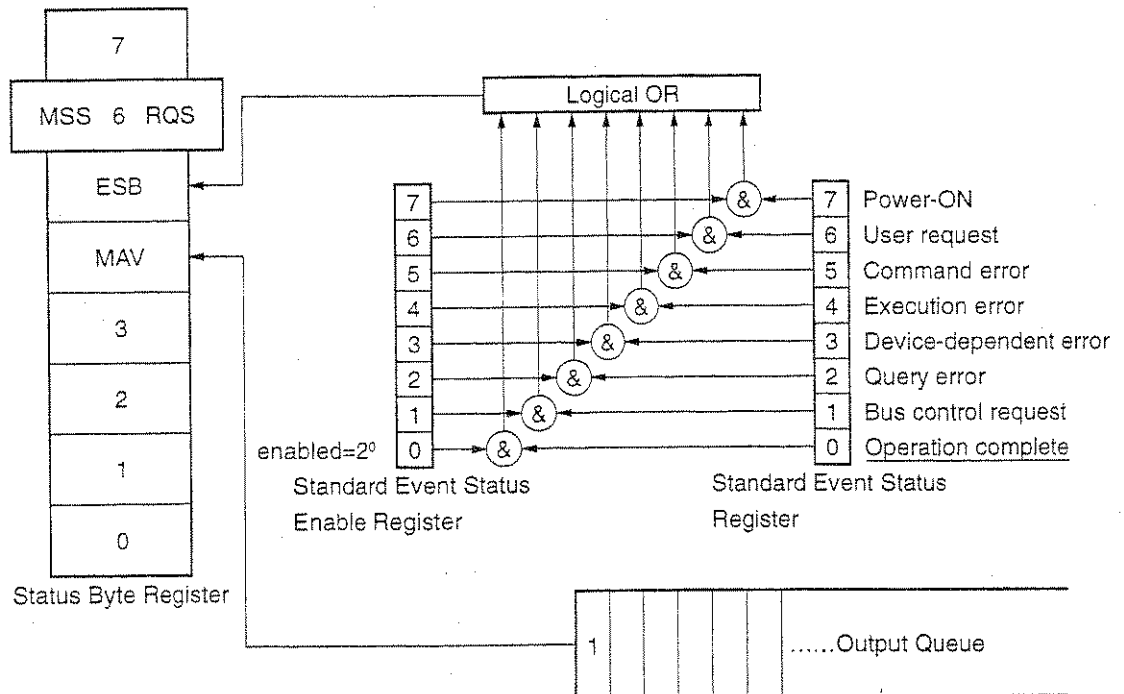 7
MSS 6 RQS
ESB
MAV
3
2
1
0
Status Byte Register
Logical OR
7 & 7 Power-ON
6 & 6 User request
5 & 5 Command error
4 & 4 Execution error
3 & 3 Device-dependent error
2 & 2 Query error
1 & 1 Bus control request
enabled=2⁰ 0 & 0 Operation complete
Standard Event Status
Enable Register
Standard Event Status
Register
1 ......Output Queue